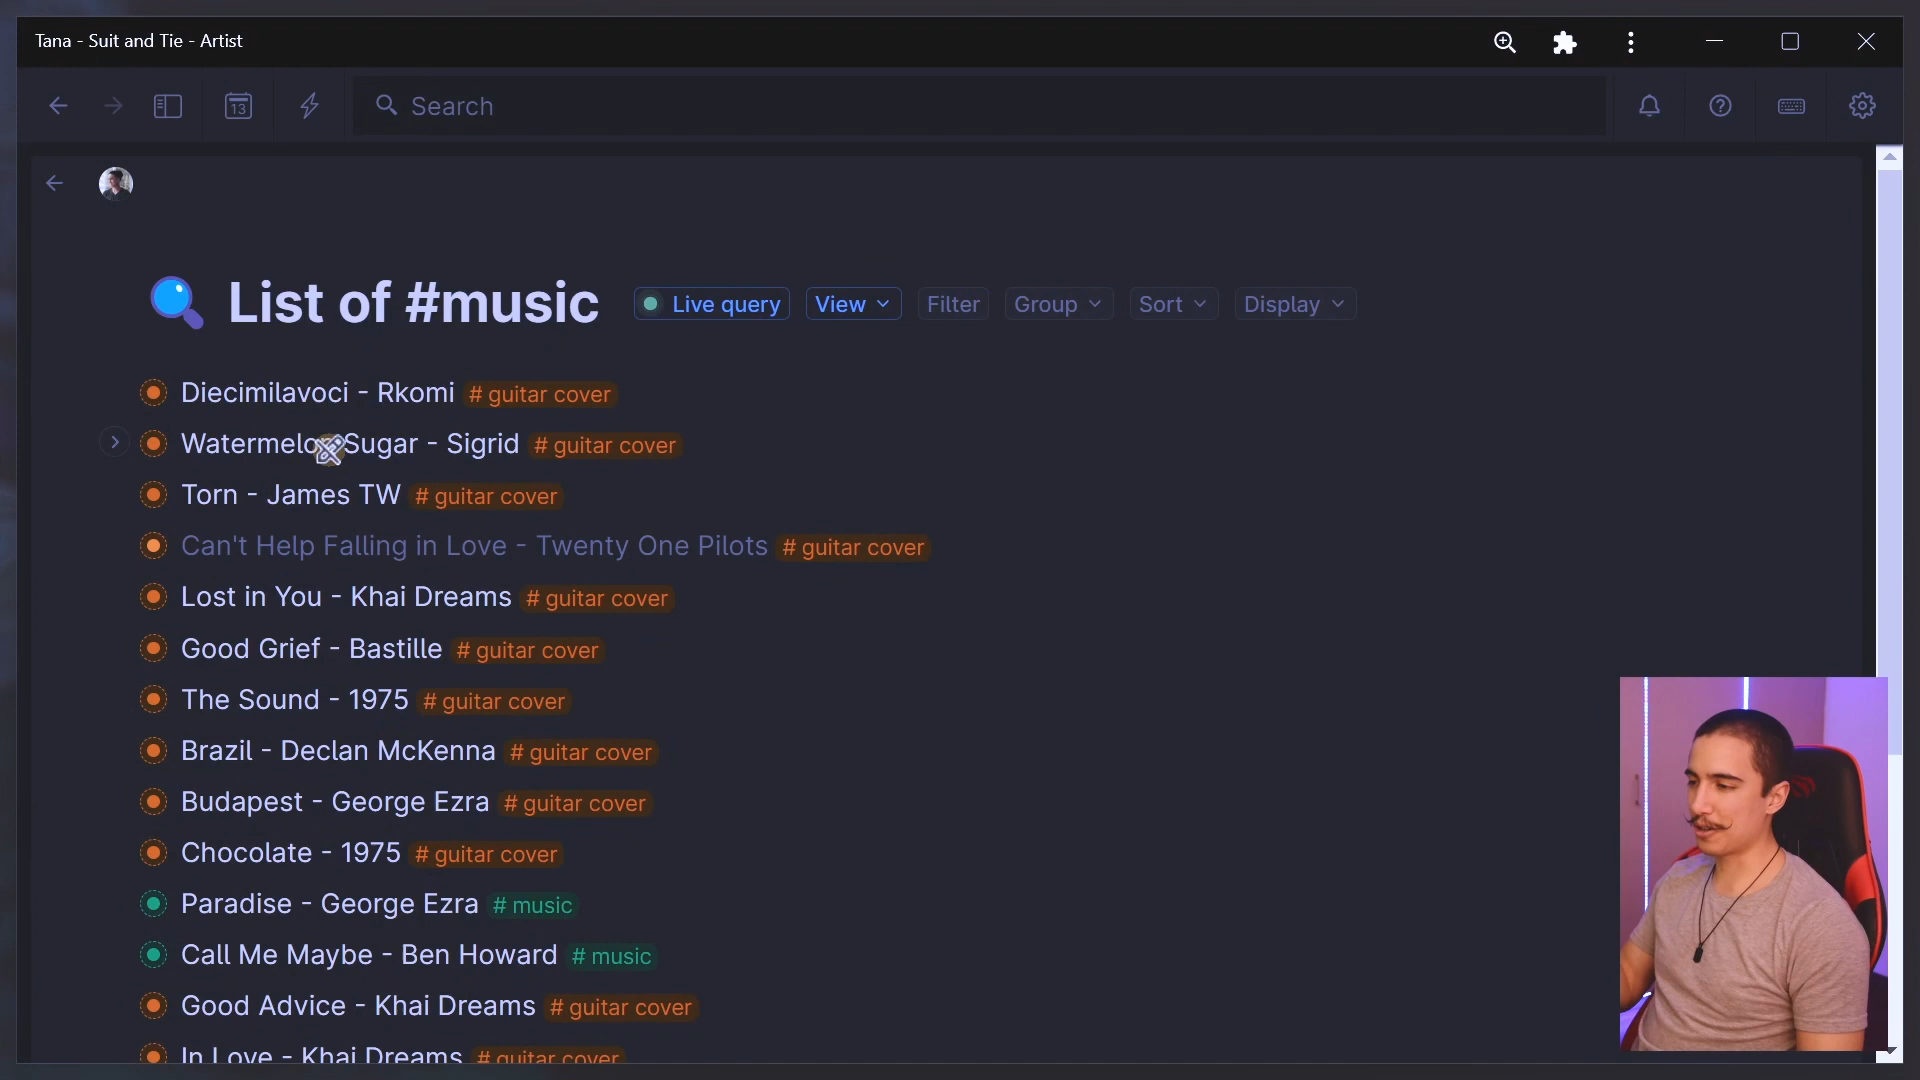 Tana - Suit and Tie - Artist
13
Search
List of #music
Live query
View
Filter
Group
Sort
Display
Diecimilavoci - Rkomi # guitar cover
Watermelon Sugar - Sigrid # guitar cover
Torn - James TW # guitar cover
Can't Help Falling in Love - Twenty One Pilots # guitar cover
Lost in You - Khai Dreams # guitar cover
Good Grief - Bastille # guitar cover
The Sound - 1975 # guitar cover
Brazil - Declan McKenna # guitar cover
Budapest - George Ezra # guitar cover
Chocolate - 1975 # guitar cover
Paradise - George Ezra # music
Call Me Maybe - Ben Howard # music
Good Advice - Khai Dreams # guitar cover
In Love - Khai Dreams # guitar cover